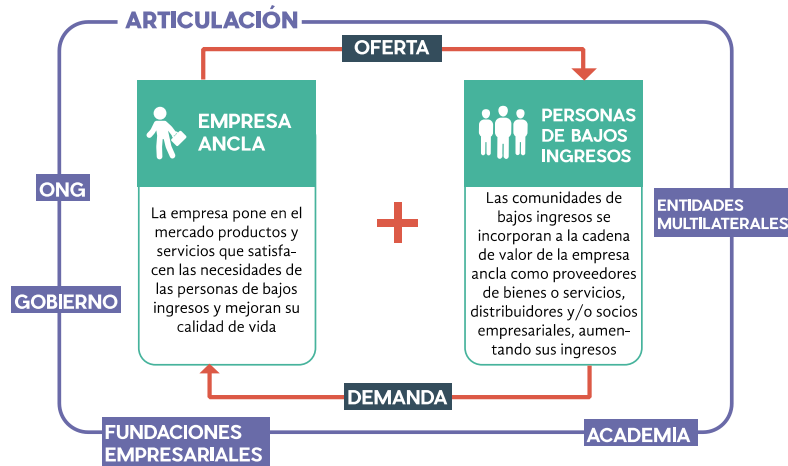 ARTICULACIÓN
OFERTA
EMPRESA
ANCLA
La empresa pone en el
mercado productos y
servicios que satisfa-
cen las necesidades de
las personas de bajos
ingresos y mejoran su
calidad de vida
PERSONAS
DE BAJOS
INGRESOS
Las comunidades de
bajos ingresos se
incorporan a la cadena
de valor de la empresa
ancla como proveedores
de bienes o servicios,
distribuidores y/o socios
empresariales, aumen-
tando sus ingresos
ONG
GOBIERNO
ENTIDADES
MULTILATERALES
DEMANDA
FUNDACIONES
EMPRESARIALES
ACADEMIA